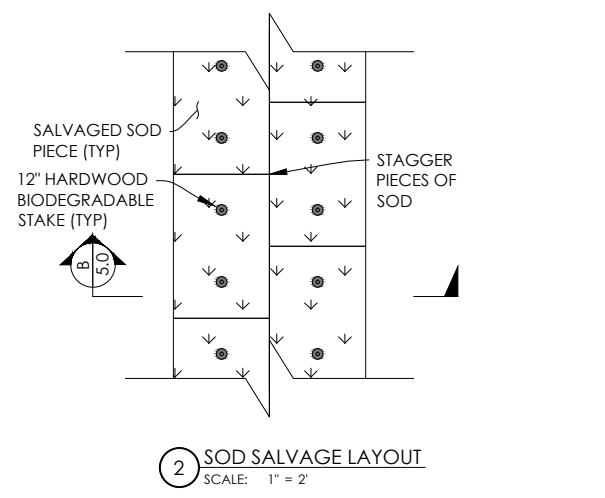 SALVAGED SOD
PIECE (TYP)
12" HARDWOOD
BIODEGRADABLE
STAKE (TYP)
STAGGER
PIECES OF
SOD
B
5.0
2
SOD SALVAGE LAYOUT
SCALE: 1" = 2'